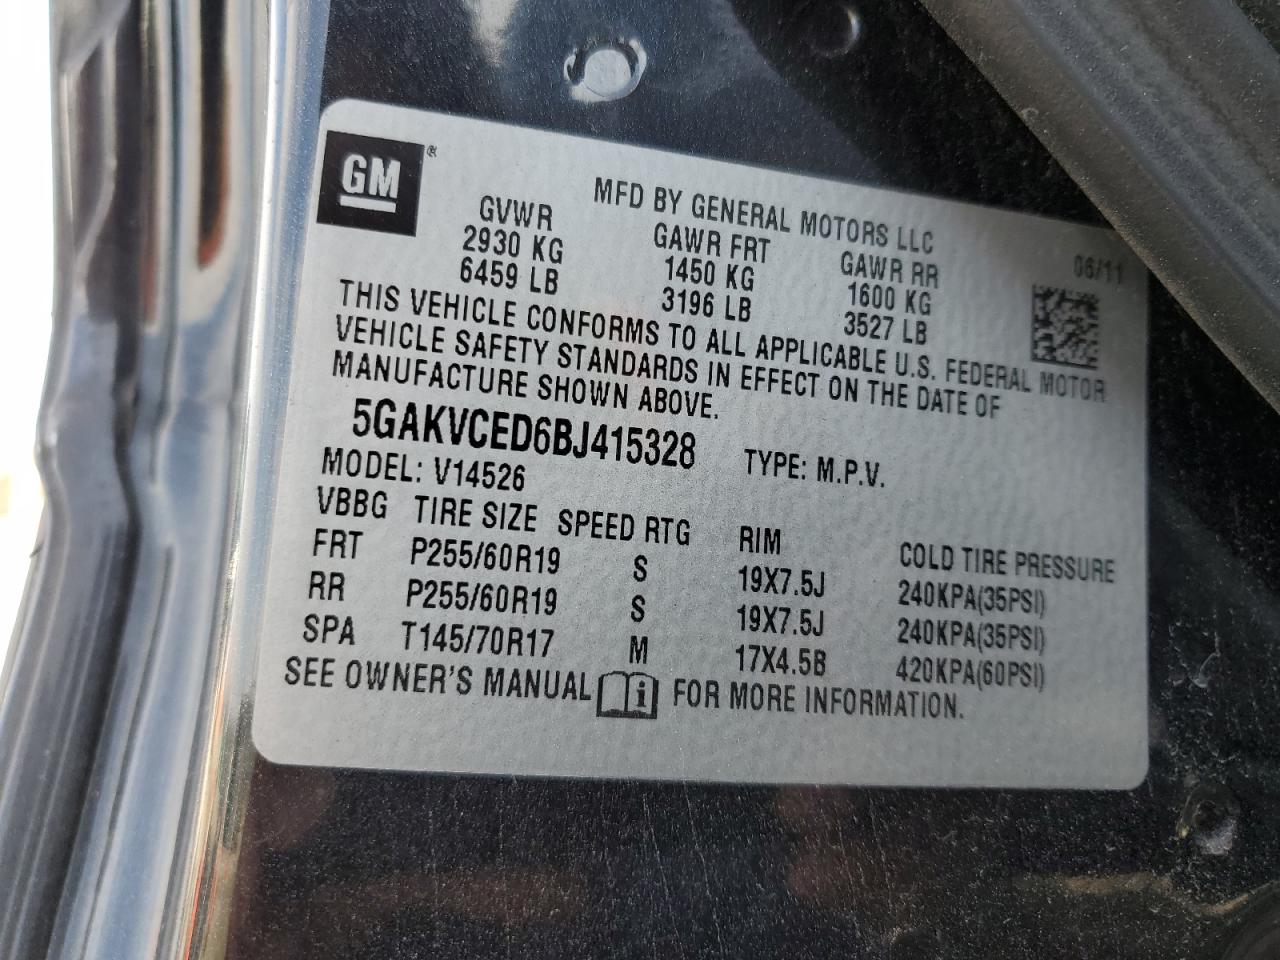 GM ®
MFD BY GENERAL MOTORS LLC
GVWR GAWR FRT GAWR RR 06/11
2930 KG 1450 KG 1600 KG
6459 LB 3196 LB 3527 LB
THIS VEHICLE CONFORMS TO ALL APPLICABLE U.S. FEDERAL MOTOR
VEHICLE SAFETY STANDARDS IN EFFECT ON THE DATE OF
MANUFACTURE SHOWN ABOVE.
5GAKVCED6BJ415328 TYPE: M.P.V.
MODEL: V14526
VBBG TIRE SIZE SPEED RTG RIM COLD TIRE PRESSURE
FRT P255/60R19 S 19X7.5J 240KPA(35PSI)
RR P255/60R19 S 19X7.5J 240KPA(35PSI)
SPA T145/70R17 M 17X4.5B 420KPA(60PSI)
SEE OWNER'S MANUAL i FOR MORE INFORMATION.